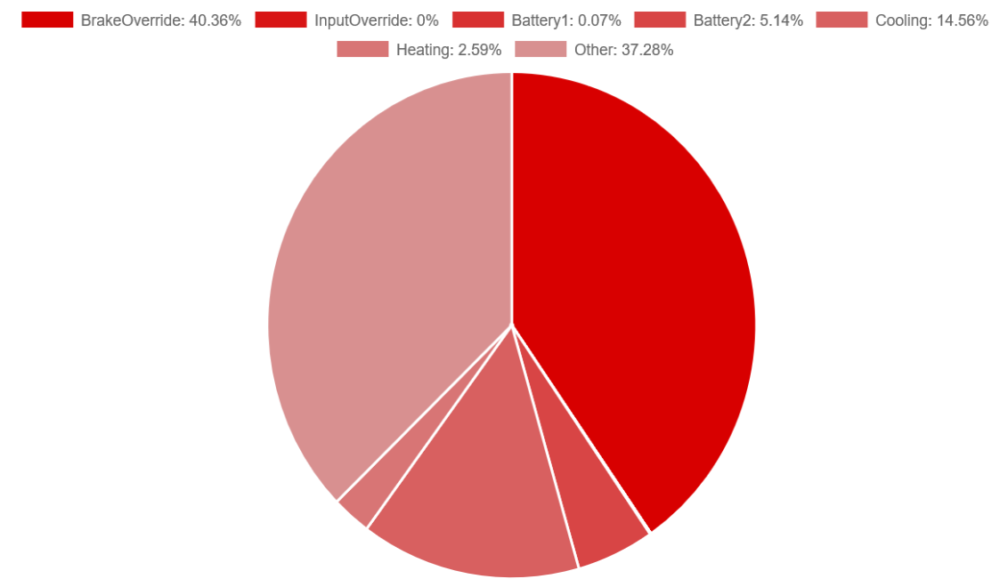 BrakeOverride: 40.36% InputOverride: 0% Battery1: 0.07% Battery2: 5.14% Cooling: 14.56%
Heating: 2.59% Other: 37.28%